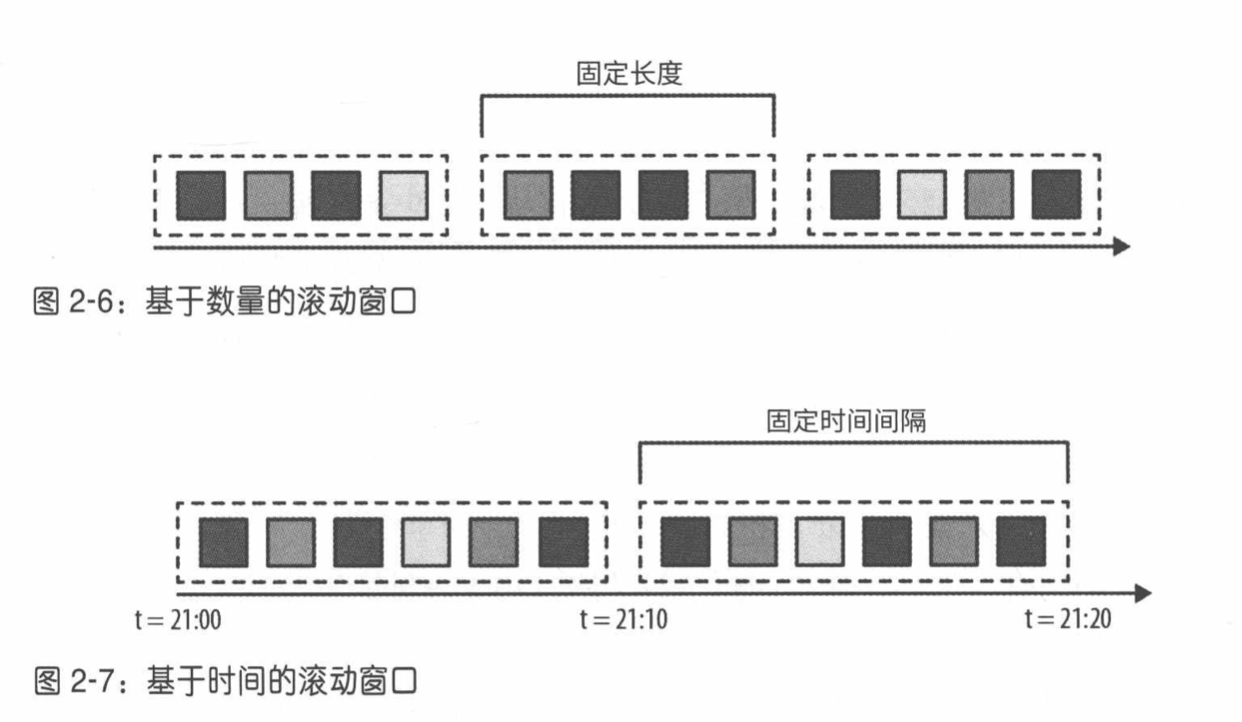 固定长度
图 2-6：基于数量的滚动窗口
固定时间间隔
t = 21:00
t = 21:10
t = 21:20
图 2-7：基于时间的滚动窗口